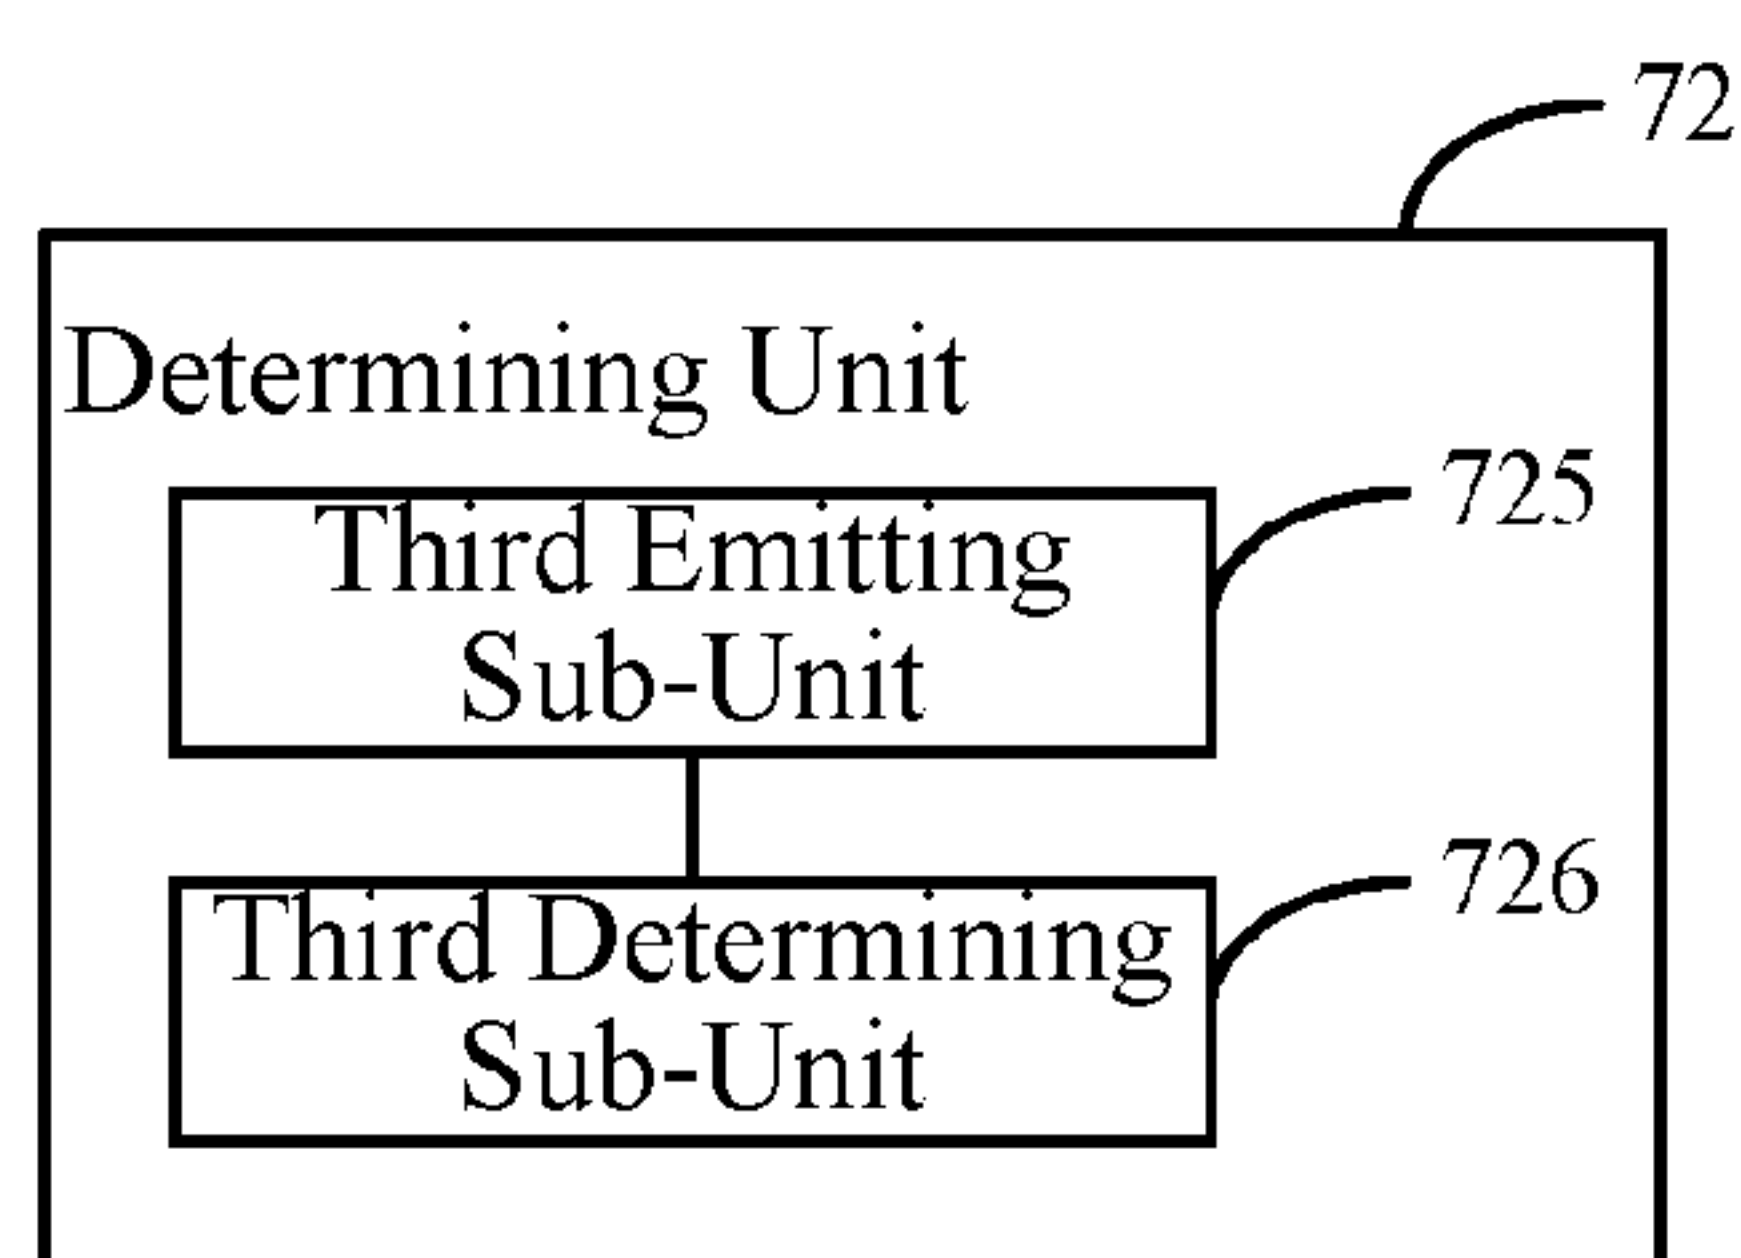 72
Determining Unit
725
Third Emitting
Sub-Unit
726
Third Determining
Sub-Unit